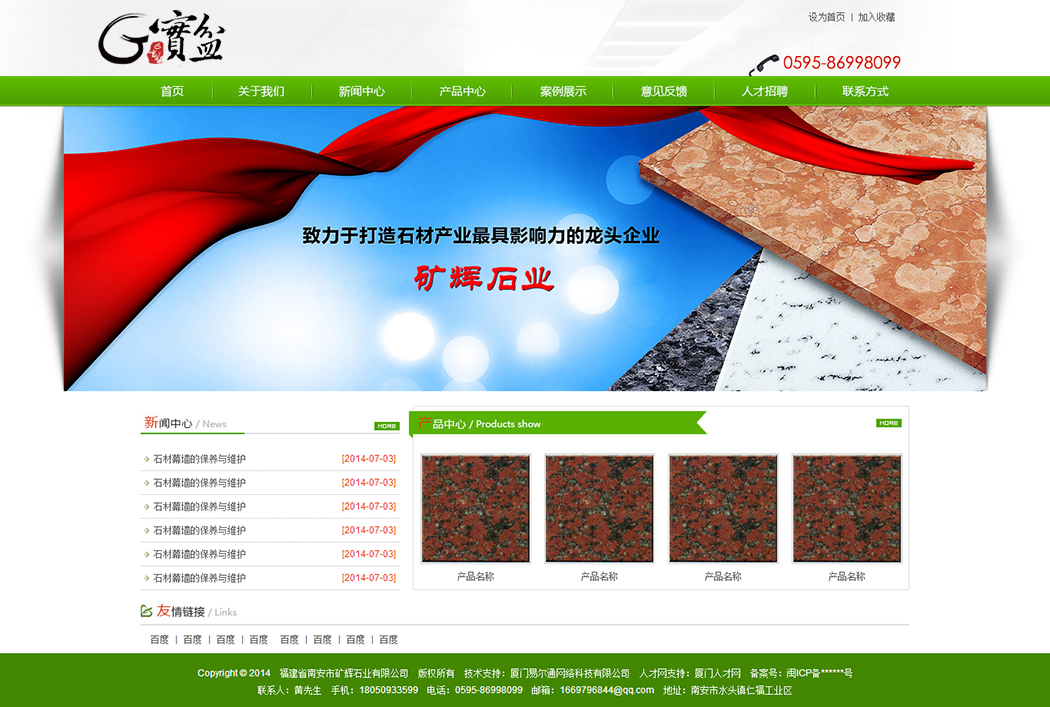 G 寶盆
设为首页 | 加入收藏
0595-86998099
首页 关于我们 新闻中心 产品中心 案例展示 意见反馈 人才招聘 联系方式
致力于打造石材产业最具影响力的龙头企业
矿辉石业
新闻中心 / News HORE
石材幕墙的保养与维护 [2014-07-03]
石材幕墙的保养与维护 [2014-07-03]
石材幕墙的保养与维护 [2014-07-03]
石材幕墙的保养与维护 [2014-07-03]
石材幕墙的保养与维护 [2014-07-03]
石材幕墙的保养与维护 [2014-07-03]
产品中心 / Products show HORE
产品名称 产品名称 产品名称 产品名称
友情链接 / Links
百度 | 百度 | 百度 | 百度 百度 | 百度 | 百度 | 百度
Copyright © 2014 福建省南安市矿辉石业有限公司 版权所有 技术支持：厦门易尔通网络科技有限公司 人才网支持：厦门人才网 备案号：闽ICP备******号
联系人：黄先生 手机：18050933599 电话：0595-86998099 邮箱：1669796844@qq.com 地址：南安市水头镇仁福工业区